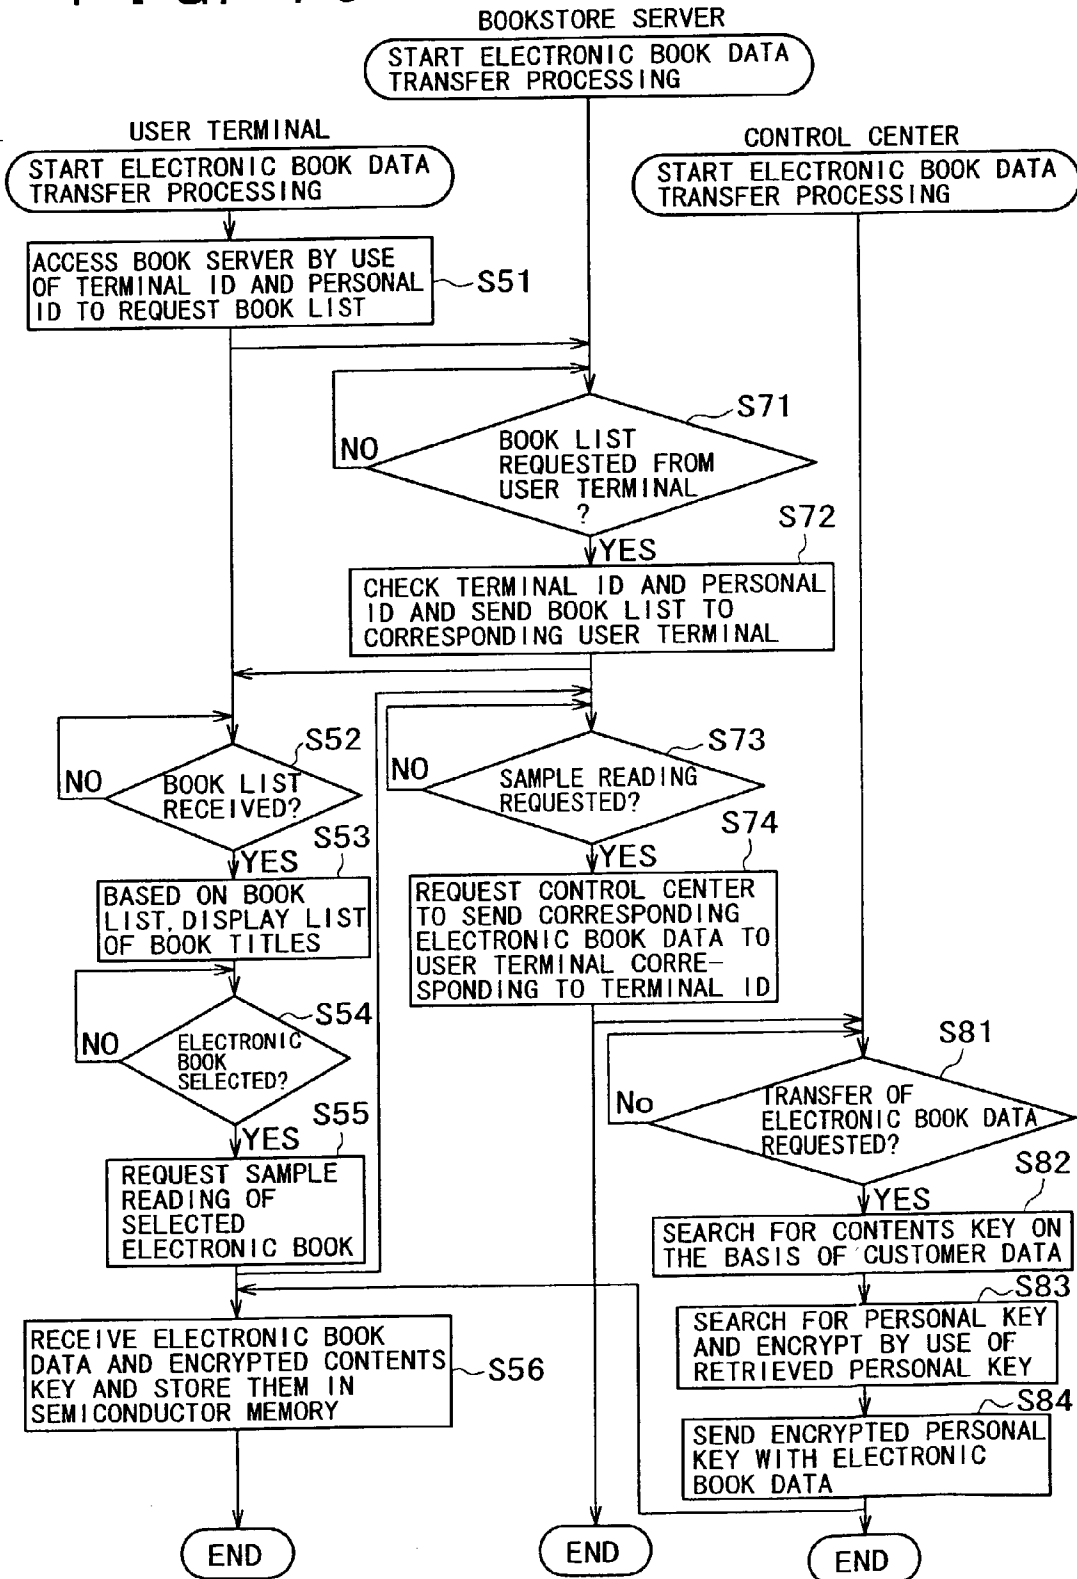 BOOKSTORE SERVER
START ELECTRONIC BOOK DATA
TRANSFER PROCESSING
USER TERMINAL
START ELECTRONIC BOOK DATA
TRANSFER PROCESSING
CONTROL CENTER
START ELECTRONIC BOOK DATA
TRANSFER PROCESSING
ACCESS BOOK SERVER BY USE
OF TERMINAL ID AND PERSONAL
ID TO REQUEST BOOK LIST
S51
S71
NO
BOOK LIST
REQUESTED FROM
USER TERMINAL
?
S72
YES
CHECK TERMINAL ID AND PERSONAL
ID AND SEND BOOK LIST TO
CORRESPONDING USER TERMINAL
S52
NO
BOOK LIST
RECEIVED?
S73
NO
SAMPLE READING
REQUESTED?
S53
YES
BASED ON BOOK
LIST, DISPLAY LIST
OF BOOK TITLES
S74
YES
REQUEST CONTROL CENTER
TO SEND CORRESPONDING
ELECTRONIC BOOK DATA TO
USER TERMINAL CORRE-
SPONDING TO TERMINAL ID
S54
NO
ELECTRONIC
BOOK
SELECTED?
S81
No
TRANSFER OF
ELECTRONIC BOOK DATA
REQUESTED?
S55
YES
REQUEST SAMPLE
READING OF
SELECTED
ELECTRONIC BOOK
S82
YES
SEARCH FOR CONTENTS KEY ON
THE BASIS OF CUSTOMER DATA
S83
SEARCH FOR PERSONAL KEY
AND ENCRYPT BY USE OF
RETRIEVED PERSONAL KEY
RECEIVE ELECTRONIC BOOK
DATA AND ENCRYPTED CONTENTS
KEY AND STORE THEM IN
SEMICONDUCTOR MEMORY
S56
S84
SEND ENCRYPTED PERSONAL
KEY WITH ELECTRONIC
BOOK DATA
END
END
END